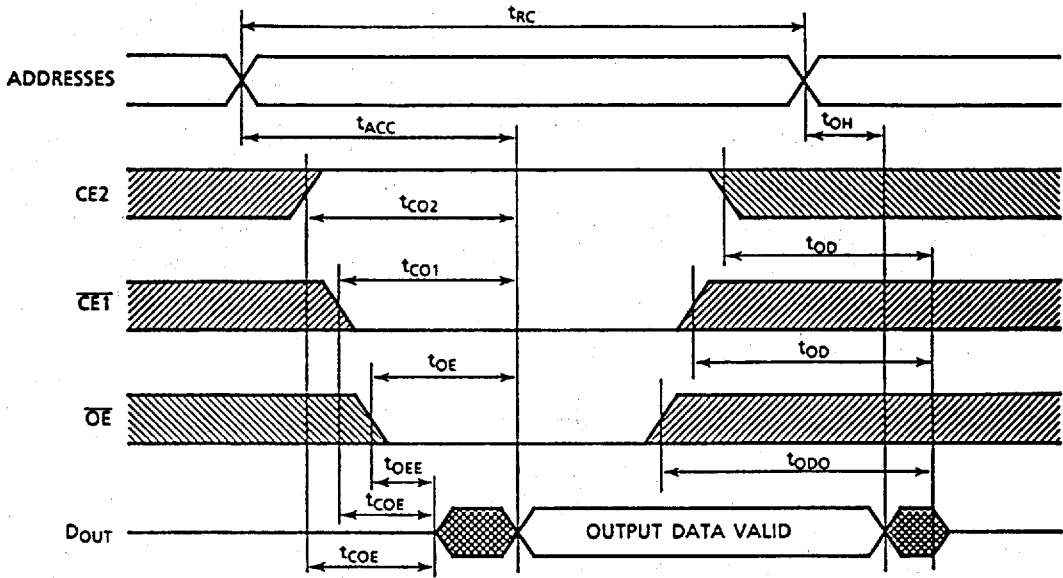 tRC
ADDRESSES
tACC
tOH
CE2
tCO2
tOD
tCO1
CE1
tOD
tOE
OE
tOEE
tODO
tCOE
DOUT
OUTPUT DATA VALID
tCOE